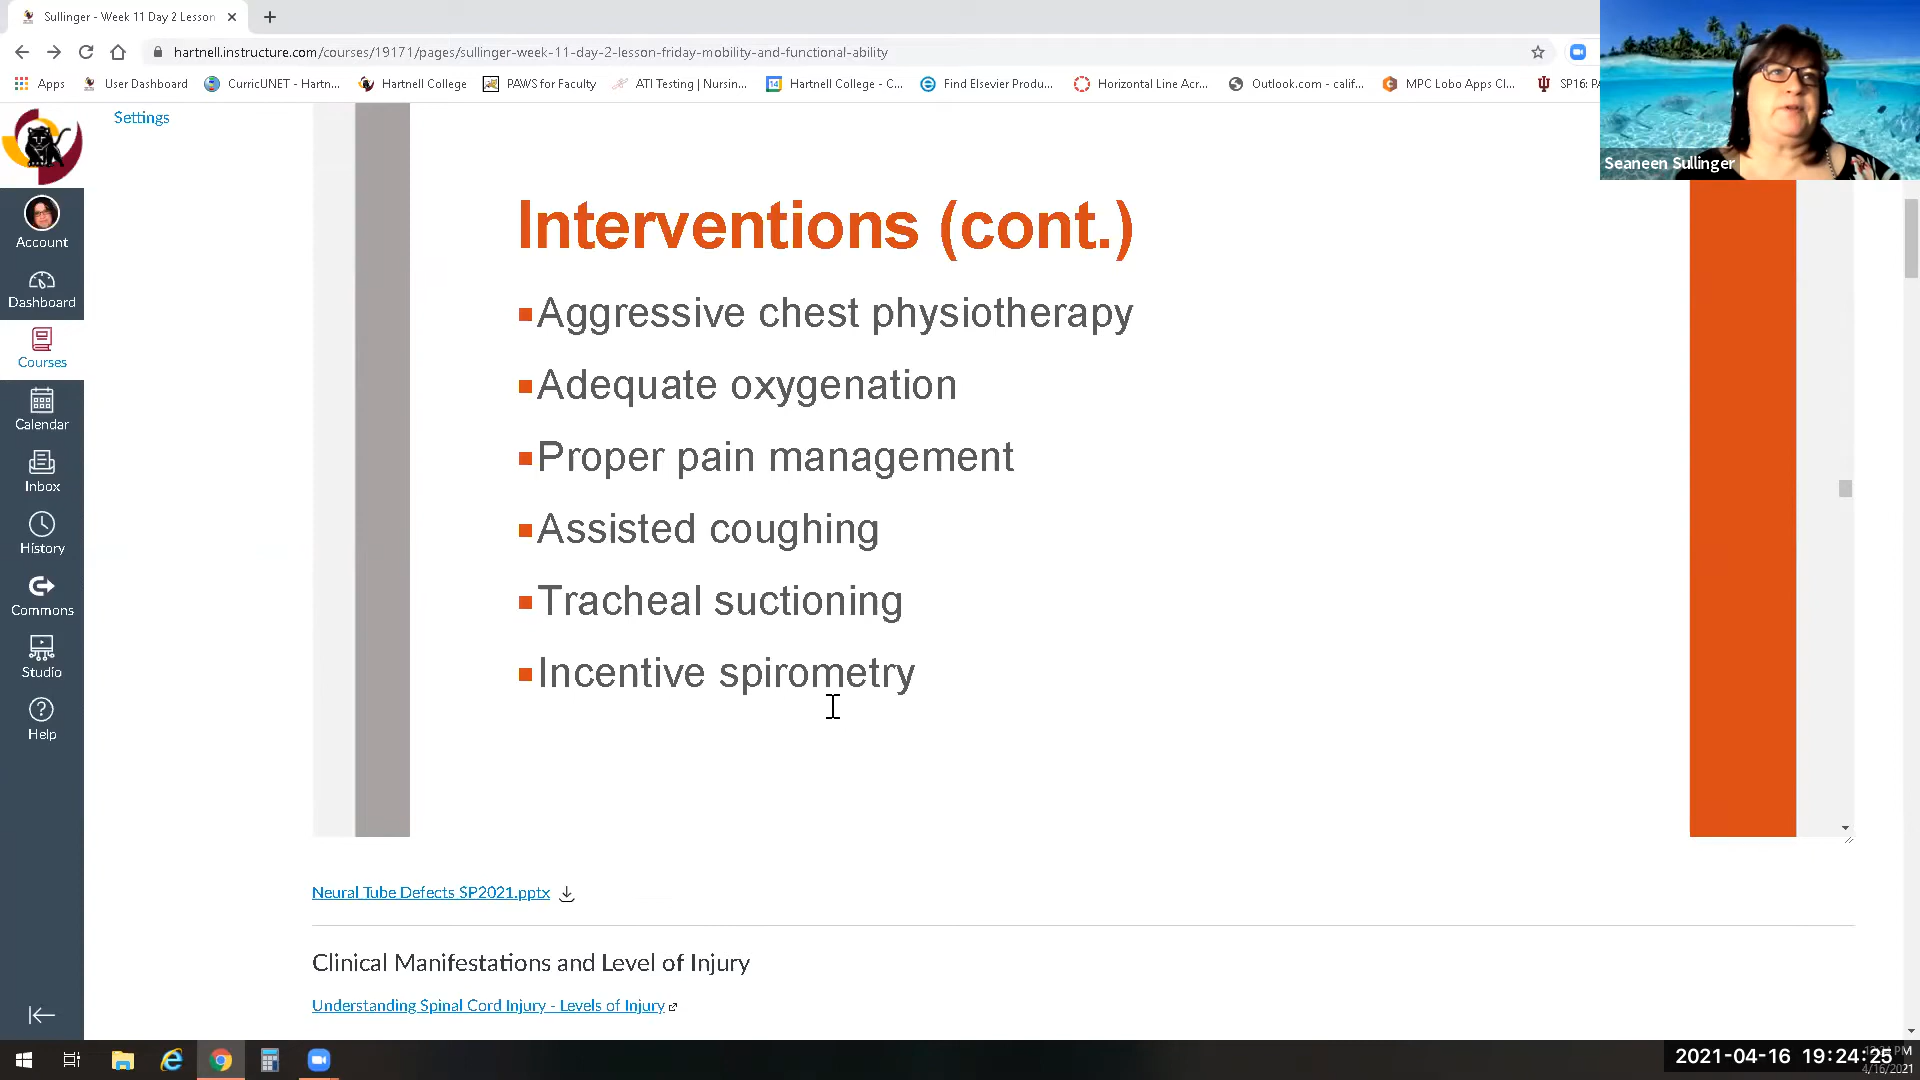 Sullinger - Week 11 Day 2 Lesson
hartnell.instructure.com/courses/19171/pages/sullinger-week-11-day-2-lesson-friday-mobility-and-functional-ability
Apps User Dashboard CurricUNET - Hartn... Hartnell College PAWS for Faculty ATI Testing | Nursin... Hartnell College - C... Find Elsevier Produ... Horizontal Line Acr... Outlook.com - calif... MPC Lobo Apps Cl... SP16:
Seaneen Sullinger
Settings
Account
Dashboard
Courses
Calendar
Inbox
History
Commons
Studio
Help
Interventions (cont.)
Aggressive chest physiotherapy
Adequate oxygenation
Proper pain management
Assisted coughing
Tracheal suctioning
Incentive spirometry
Neural Tube Defects SP2021.pptx
Clinical Manifestations and Level of Injury
Understanding Spinal Cord Injury - Levels of Injury
2021-04-16 19:24:25
4/16/2021